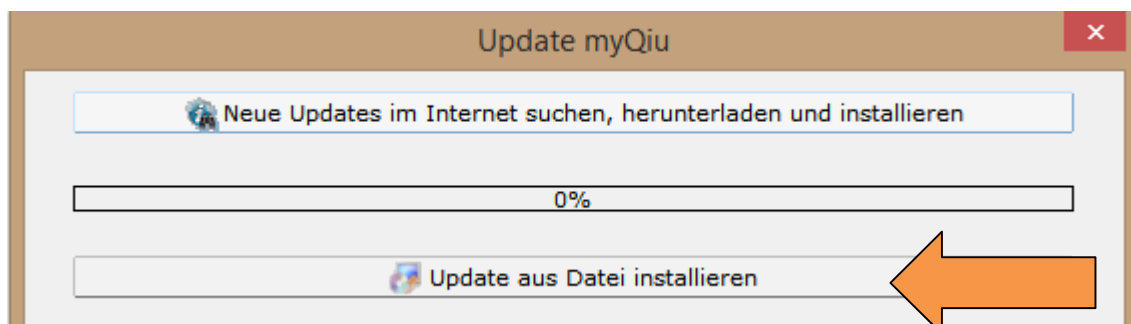 Update myQiu
Neue Updates im Internet suchen, herunterladen und installieren
0%
Update aus Datei installieren